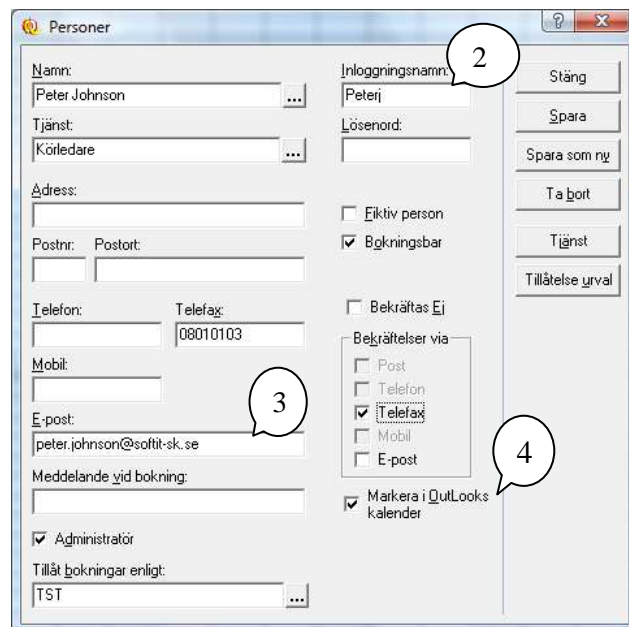 Personer
?
Namn:
Peter Johnson
...
Tjänst:
Körledare
...
Adress:
Postnr: Postort:
Telefon: Telefax:
08010103
Mobil:
E-post:
peter.johnson@softit-sk.se
3
Meddelande vid bokning:
Administratör
Tillåt bokningar enligt:
TST
...
Inloggningsnamn:
2
Peterj
Lösenord:
Fiktiv person
Bokningsbar
Bekräftas Ej
Bekräftelser via
Post
Telefon
Telefax
Mobil
E-post
4
Markera i OutLooks
kalender
Stäng
Spara
Spara som ny
Ta bort
Tjänst
Tillåtelse urval